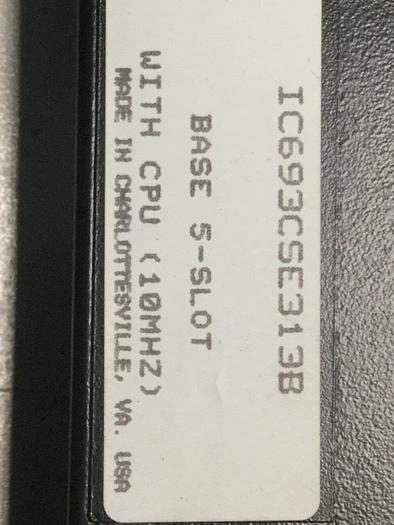 IC693CSE313B
BASE 5-SLOT
WITH CPU (10MHZ)
MADE IN CHARLOTTESVILLE, VA. USA